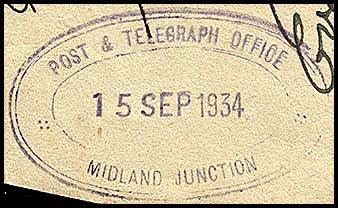 POST & TELEGRAPH OFFICE
15 SEP 1934
MIDLAND JUNCTION